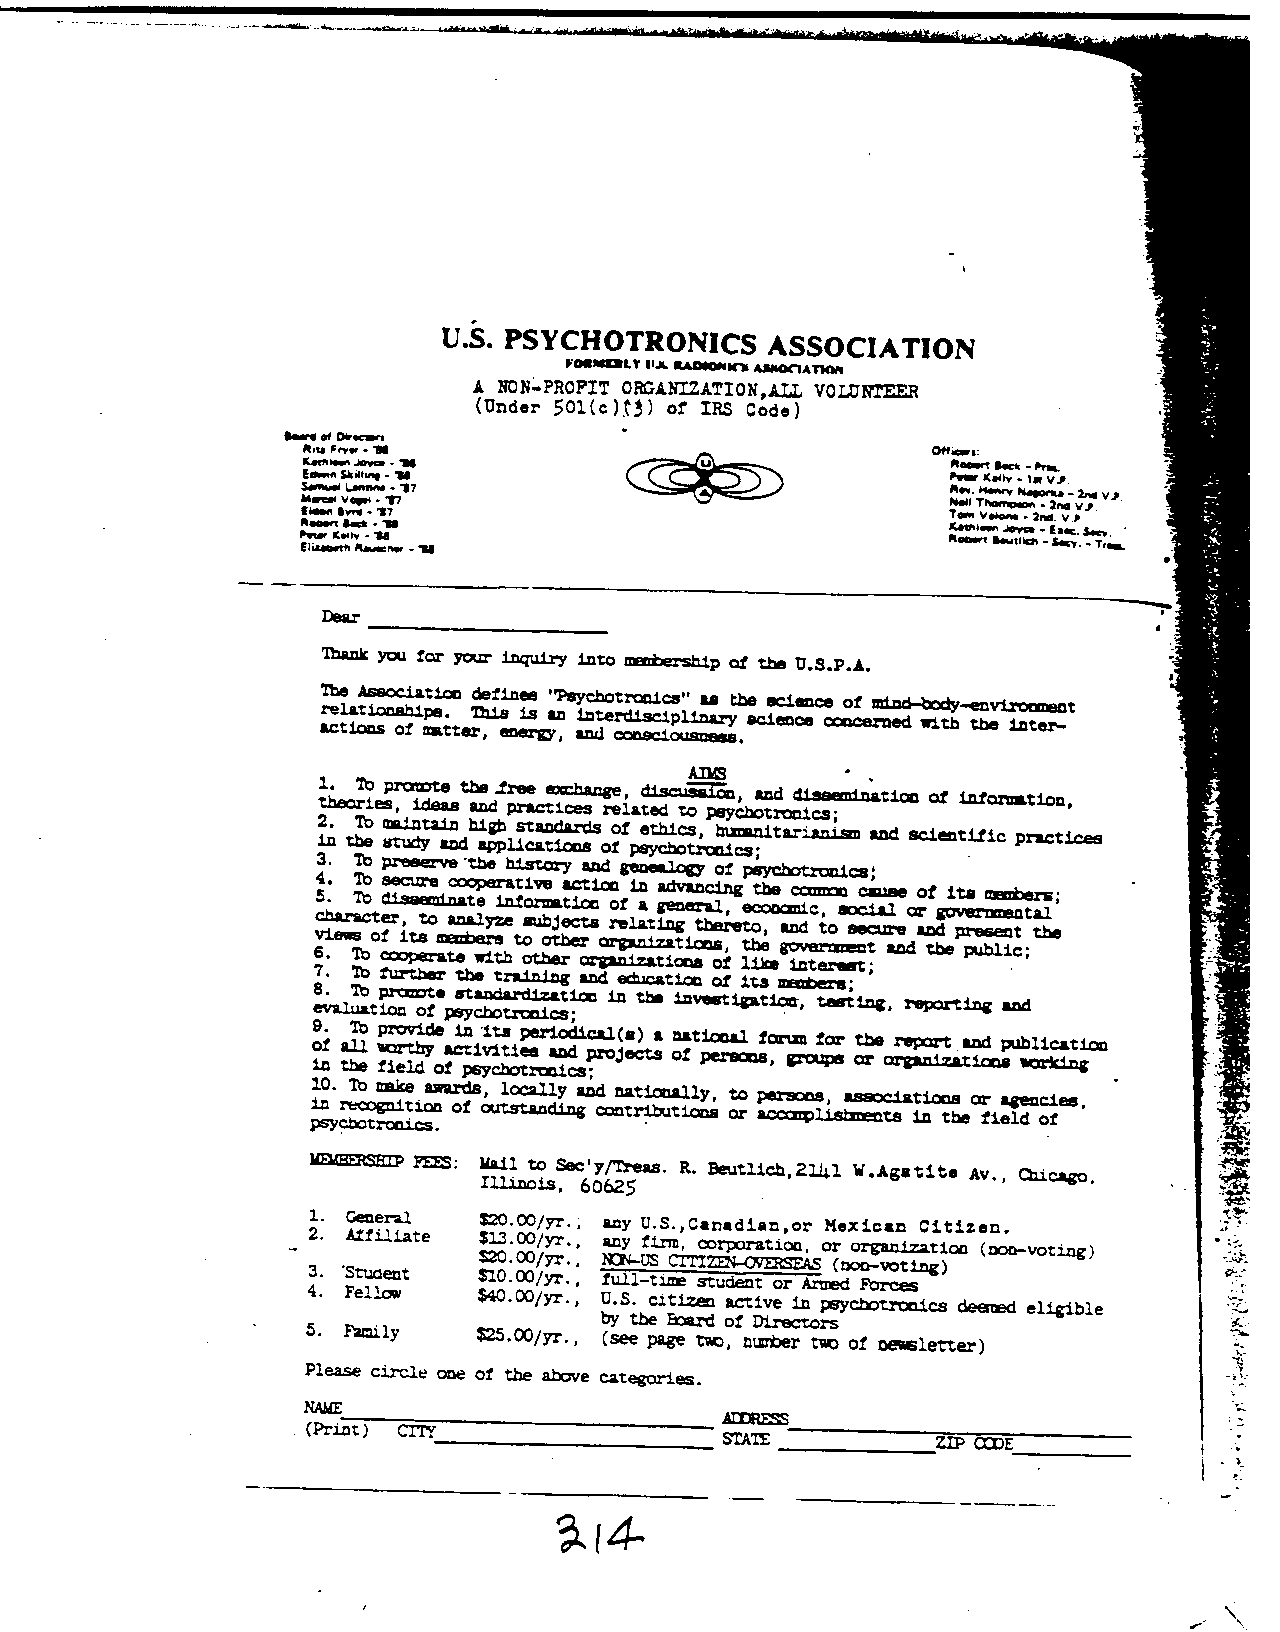 U.S. PSYCHOTRONICS ASSOCIATION
FORMERLY U.S. RADIONICS ASSOCIATION
A NON-PROFIT ORGANIZATION,ALL VOLUNTEER
(Under 501(c)(3) of IRS Code)
Board of Directors
Rita Fryer - '86
Kathleen Joyce - '86
Edwin Skilling - '86
Samuel - '87
Marcel Vogel - '87
Eldon Byrd - '87
Robert Beck - '88
Peter Kelly - '88
Elizabeth Rauscher - '88
U
A
Officers:
Robert Beck - Pres.
Peter Kelly - 1st V.P.
Rev. Henry Nagorka - 2nd V.P.
Nell Thompson - 2nd V.P.
Tom Valone - 2nd. V.P
Kathleen Joyce - Exec. Secy.
Robert Beutlich - Secy. - Treas.
Dear
Thank you for your inquiry into membership of the U.S.P.A.
The Association defines "Psychotronics" as the science of mind-body-environment
relationships. This is an interdisciplinary science concerned with the inter-
actions of matter, energy, and consciousness.
AIMS
1. To promote the free exchange, discussion, and dissemination of information,
theories, ideas and practices related to psychotronics;
2. To maintain high standards of ethics, humanitarianism and scientific practices
in the study and applications of psychotronics;
3. To preserve the history and genealogy of psychotronics;
4. To secure cooperative action in advancing the common cause of its members;
5. To disseminate information of a general, economic, social or governmental
character, to analyze subjects relating thereto, and to secure and present the
views of its members to other organizations, the government and the public;
6. To cooperate with other organizations of like interest;
7. To further the training and education of its members;
8. To promote standardization in the investigation, testing, reporting and
evaluation of psychotronics;
9. To provide in its periodical(s) a national forum for the report and publication
of all worthy activities and projects of persons, groups or organizations working
in the field of psychotronics;
10. To make awards, locally and nationally, to persons, associations or agencies,
in recognition of outstanding contributions or accomplishments in the field of
psychotronics.
MEMBERSHIP FEES: Mail to Sec'y/Treas. R. Beutlich,2141 W.Agatite Av., Chicago,
Illinois, 60625
1. General $20.00/yr., any U.S.,Canadian,or Mexican Citizen.
2. Affiliate $13.00/yr., any firm, corporation, or organization (non-voting)
$20.00/yr., NON-US CITIZEN-OVERSEAS (non-voting)
3. Student $10.00/yr., full-time student or Armed Forces
4. Fellow $40.00/yr., U.S. citizen active in psychotronics deemed eligible
by the Board of Directors
5. Family $25.00/yr., (see page two, number two of newsletter)
Please circle one of the above categories.
NAME ADDRESS
(Print) CITY STATE ZIP CODE
314